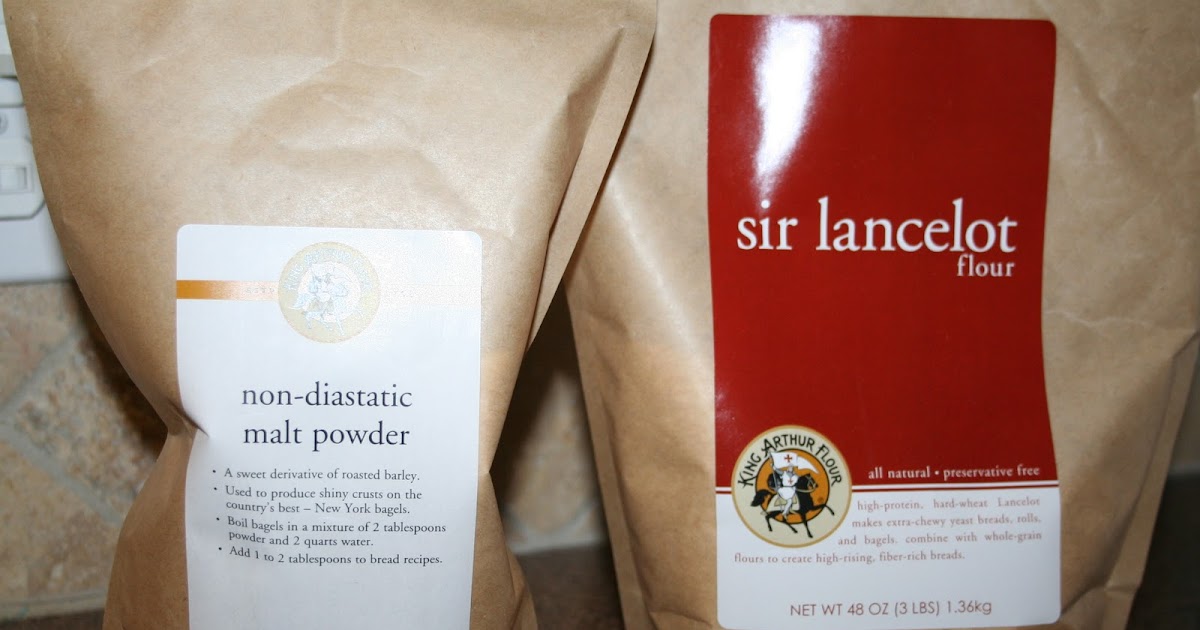 non-diastatic
malt powder
• A sweet derivative of roasted barley.
• Used to produce shiny crusts on the
country's best – New York bagels.
• Boil bagels in a mixture of 2 tablespoons
powder and 2 quarts water.
• Add 1 to 2 tablespoons to bread recipes.
sir lancelot
flour
KING ARTHUR FLOUR
all natural • preservative free
high-protein, hard-wheat Lancelot
makes extra-chewy yeast breads, rolls,
and bagels. combine with whole-grain
flours to create high-rising, fiber-rich breads.
NET WT 48 OZ (3 LBS) 1.36kg